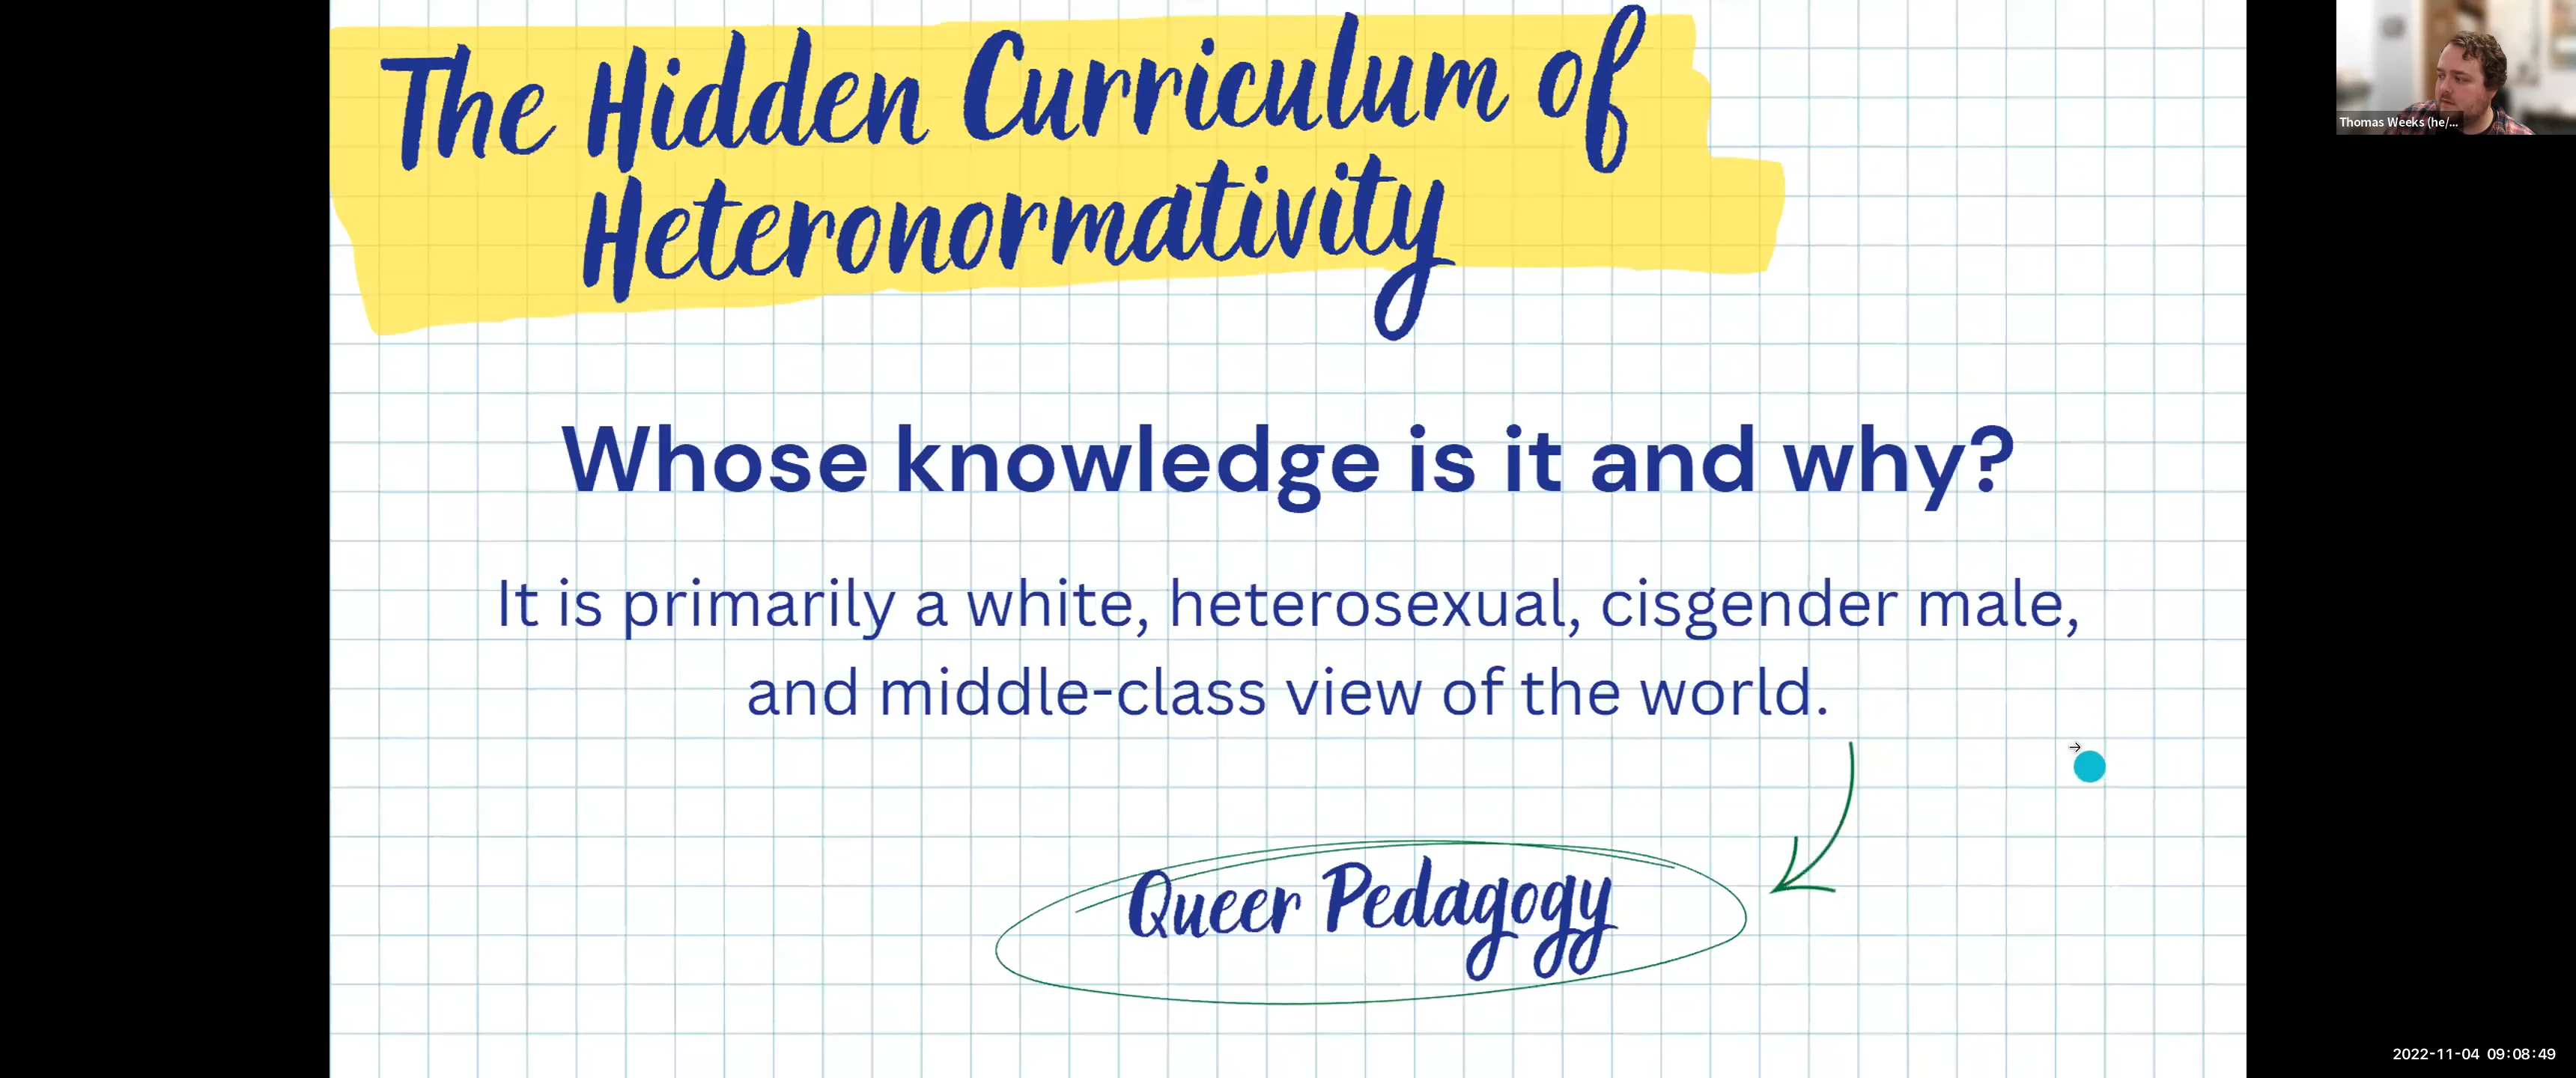 The Hidden Curriculum of
Heteronormativity
Whose knowledge is it and why?
It is primarily a white, heterosexual, cisgender male,
and middle-class view of the world.
Queer Pedagogy
Thomas Weeks (he/...
2022-11-04 09:08:49